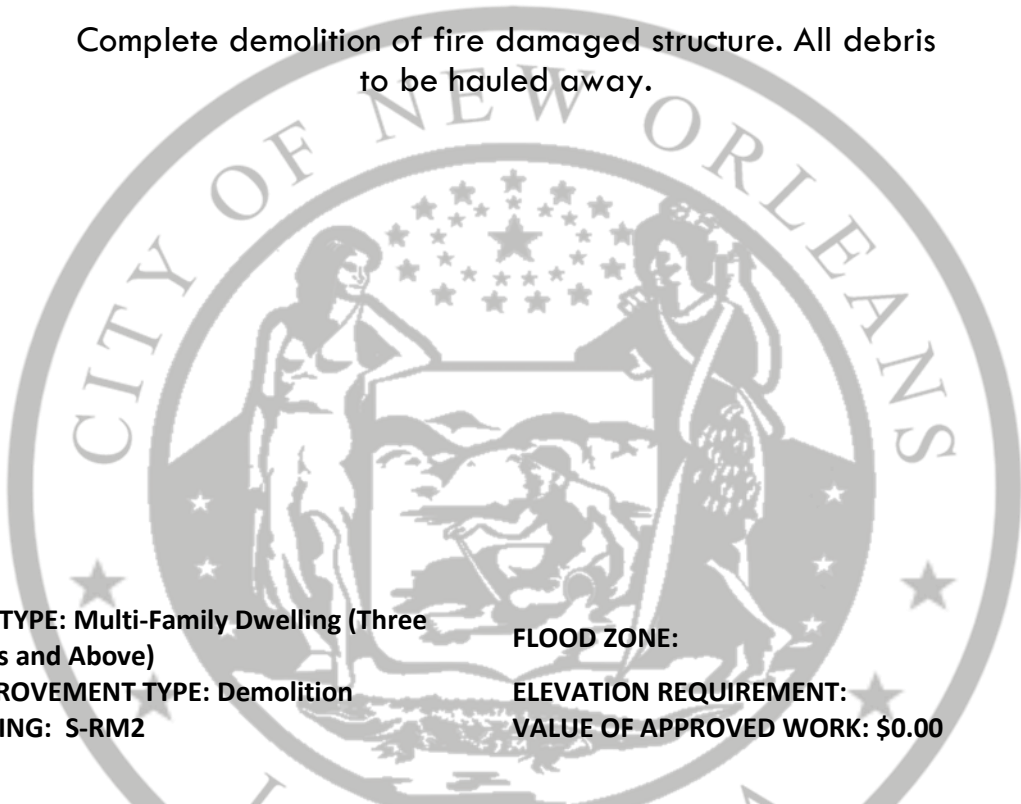 Complete demolition of fire damaged structure. All debris
to be hauled away.
CITY OF NEW ORLEANS
TYPE: Multi-Family Dwelling (Three
s and Above)
ROVEMENT TYPE: Demolition
ING: S-RM2
FLOOD ZONE:
ELEVATION REQUIREMENT:
VALUE OF APPROVED WORK: $0.00